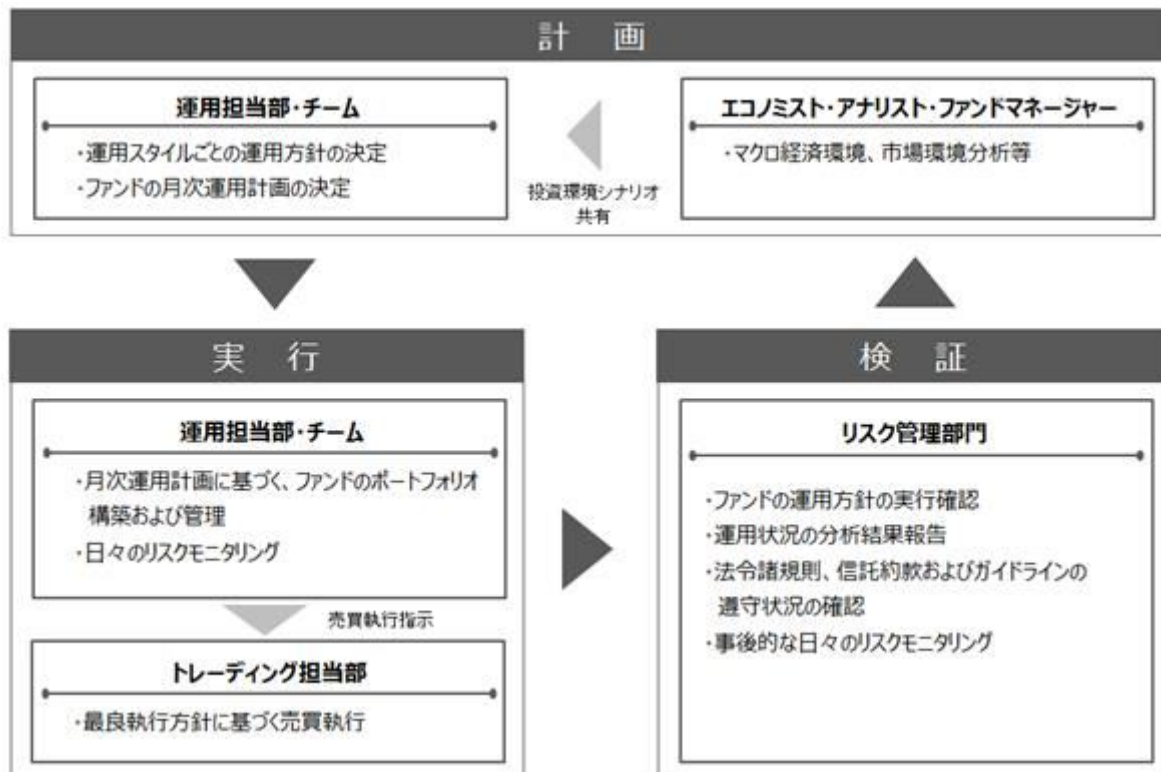 計 画
運用担当部・チーム
・運用スタイルごとの運用方針の決定
・ファンドの月次運用計画の決定
投資環境シナリオ
共有
エコノミスト・アナリスト・ファンドマネージャー
・マクロ経済環境、市場環境分析等
実 行
運用担当部・チーム
・月次運用計画に基づく、ファンドのポートフォリオ
構築および管理
・日々のリスクモニタリング
売買執行指示
トレーディング担当部
・最良執行方針に基づく売買執行
検 証
リスク管理部門
・ファンドの運用方針の実行確認
・運用状況の分析結果報告
・法令諸規則、信託約款およびガイドラインの
遵守状況の確認
・事後的な日々のリスクモニタリング